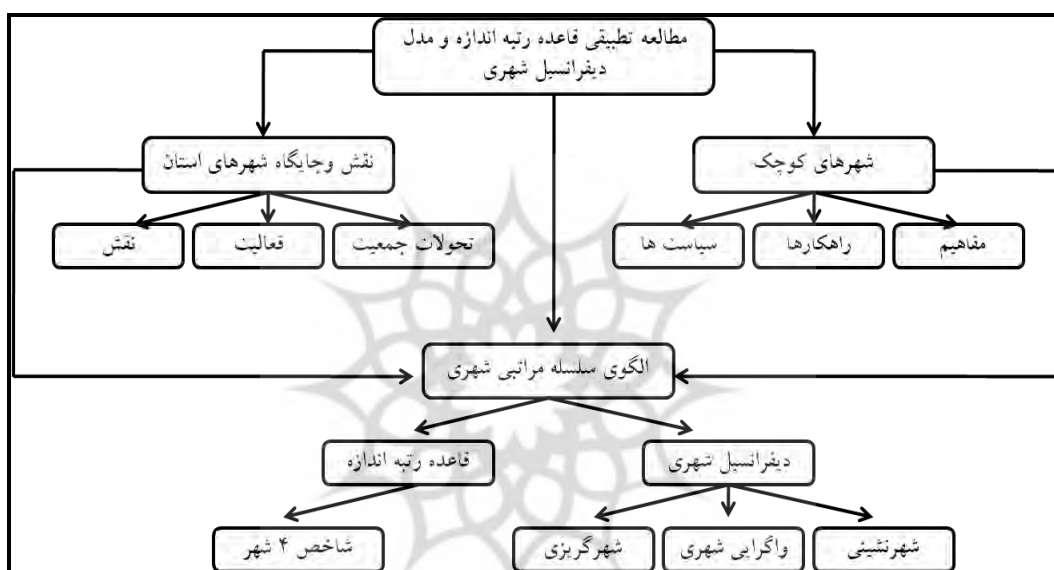 مطالعه تطبیقی قاعده رتبه اندازه و مدل
دیفرانسیل شهری
شهرهای کوچک
نقش وجایگاه شهرهای استان
مفاهیم
راهکارها
سیاست ها
تحولات جمعیت
فعالیت
نقش
الگوی سلسله مراتبی شهری
دیفرانسیل شهری
قاعده رتبه اندازه
شهرنشینی
واگرایی شهری
شهرگریزی
شاخص ۴ شهر